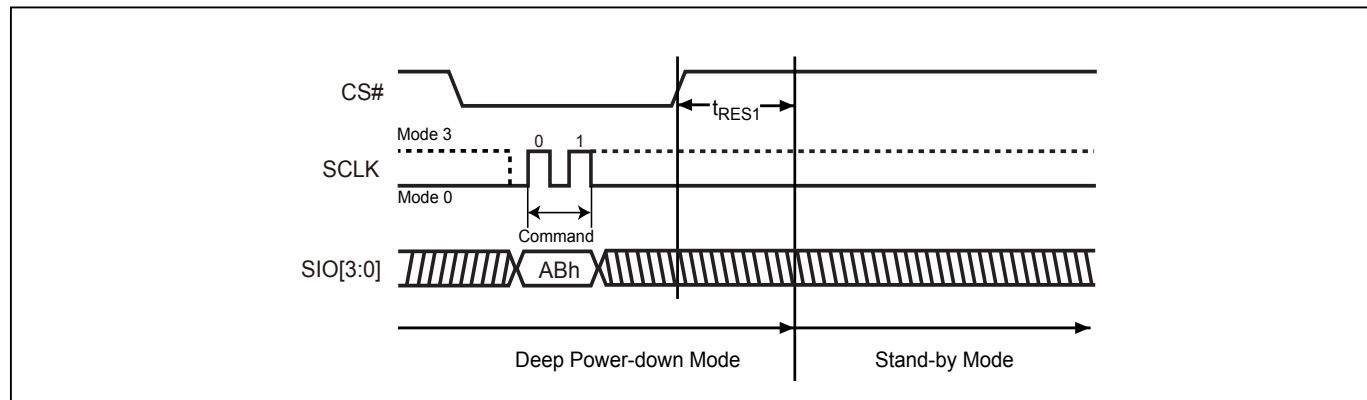 CS#
tRES1
Mode 3
0 1
SCLK
Mode 0
Command
SIO[3:0]
ABh
Deep Power-down Mode
Stand-by Mode